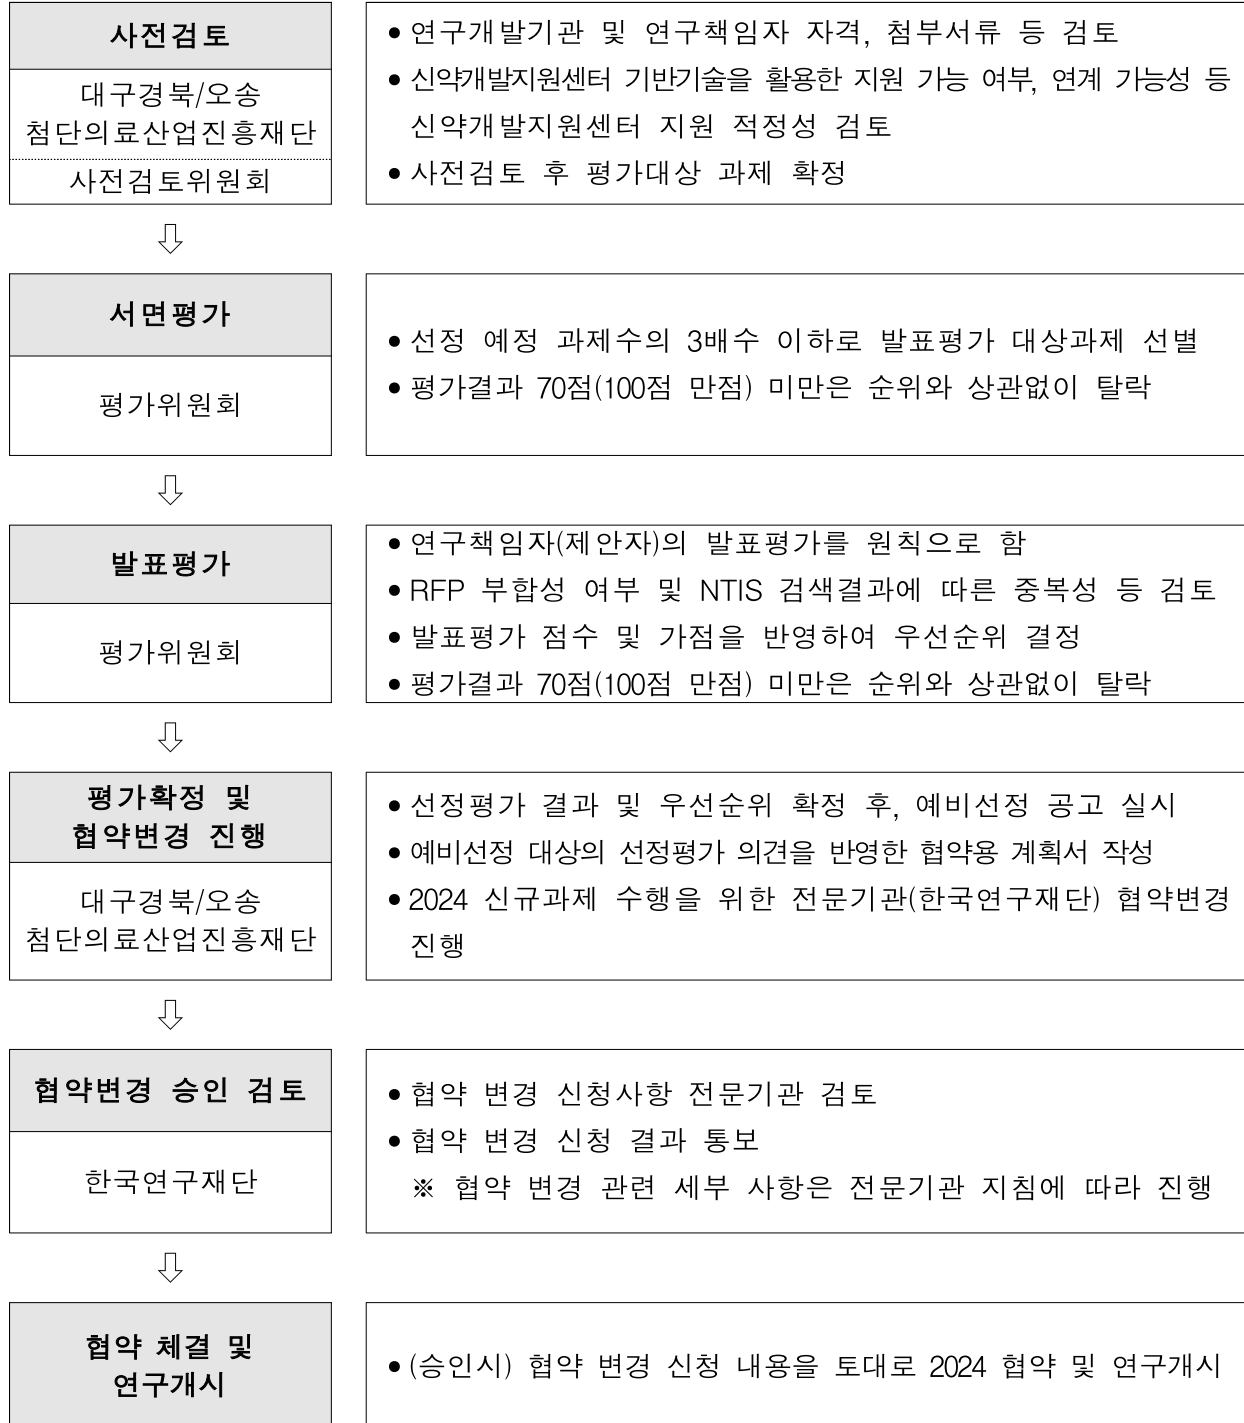 사전검토
대구경북/오송
첨단의료산업진흥재단
사전검토위원회
• 연구개발기관 및 연구책임자 자격, 첨부서류 등 검토
• 신약개발지원센터 기반기술을 활용한 지원 가능 여부, 연계 가능성 등
신약개발지원센터 지원 적정성 검토
• 사전검토 후 평가대상 과제 확정
⇩
서면평가
평가위원회
• 선정 예정 과제수의 3배수 이하로 발표평가 대상과제 선별
• 평가결과 70점(100점 만점) 미만은 순위와 상관없이 탈락
⇩
발표평가
평가위원회
• 연구책임자(제안자)의 발표평가를 원칙으로 함
• RFP 부합성 여부 및 NTIS 검색결과에 따른 중복성 등 검토
• 발표평가 점수 및 가점을 반영하여 우선순위 결정
• 평가결과 70점(100점 만점) 미만은 순위와 상관없이 탈락
⇩
평가확정 및
협약변경 진행
대구경북/오송
첨단의료산업진흥재단
• 선정평가 결과 및 우선순위 확정 후, 예비선정 공고 실시
• 예비선정 대상의 선정평가 의견을 반영한 협약용 계획서 작성
• 2024 신규과제 수행을 위한 전문기관(한국연구재단) 협약변경
진행
⇩
협약변경 승인 검토
한국연구재단
• 협약 변경 신청사항 전문기관 검토
• 협약 변경 신청 결과 통보
※ 협약 변경 관련 세부 사항은 전문기관 지침에 따라 진행
⇩
협약 체결 및
연구개시
• (승인시) 협약 변경 신청 내용을 토대로 2024 협약 및 연구개시